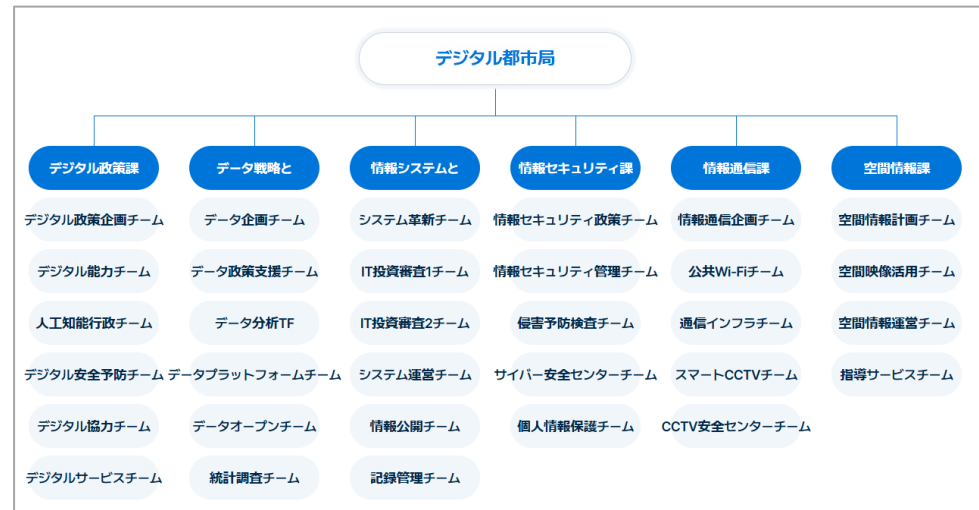 デジタル都市局
デジタル政策課
データ戦略と
情報システムと
情報セキュリティ課
情報通信課
空間情報課
デジタル政策企画チーム
データ企画チーム
システム革新チーム
情報セキュリティ政策チーム
情報通信企画チーム
空間情報計画チーム
デジタル能力チーム
データ政策支援チーム
IT投資審査1チーム
情報セキュリティ管理チーム
公共Wi-Fiチーム
空間映像活用チーム
人工知能行政チーム
データ分析TF
IT投資審査2チーム
侵害予防検査チーム
通信インフラチーム
空間情報運営チーム
デジタル安全予防チーム
データプラットフォームチーム
システム運営チーム
サイバー安全センターチーム
スマートCCTVチーム
指導サービスチーム
デジタル協力チーム
データオープンチーム
情報公開チーム
個人情報保護チーム
CCTV安全センターチーム
デジタルサービスチーム
統計調査チーム
記録管理チーム